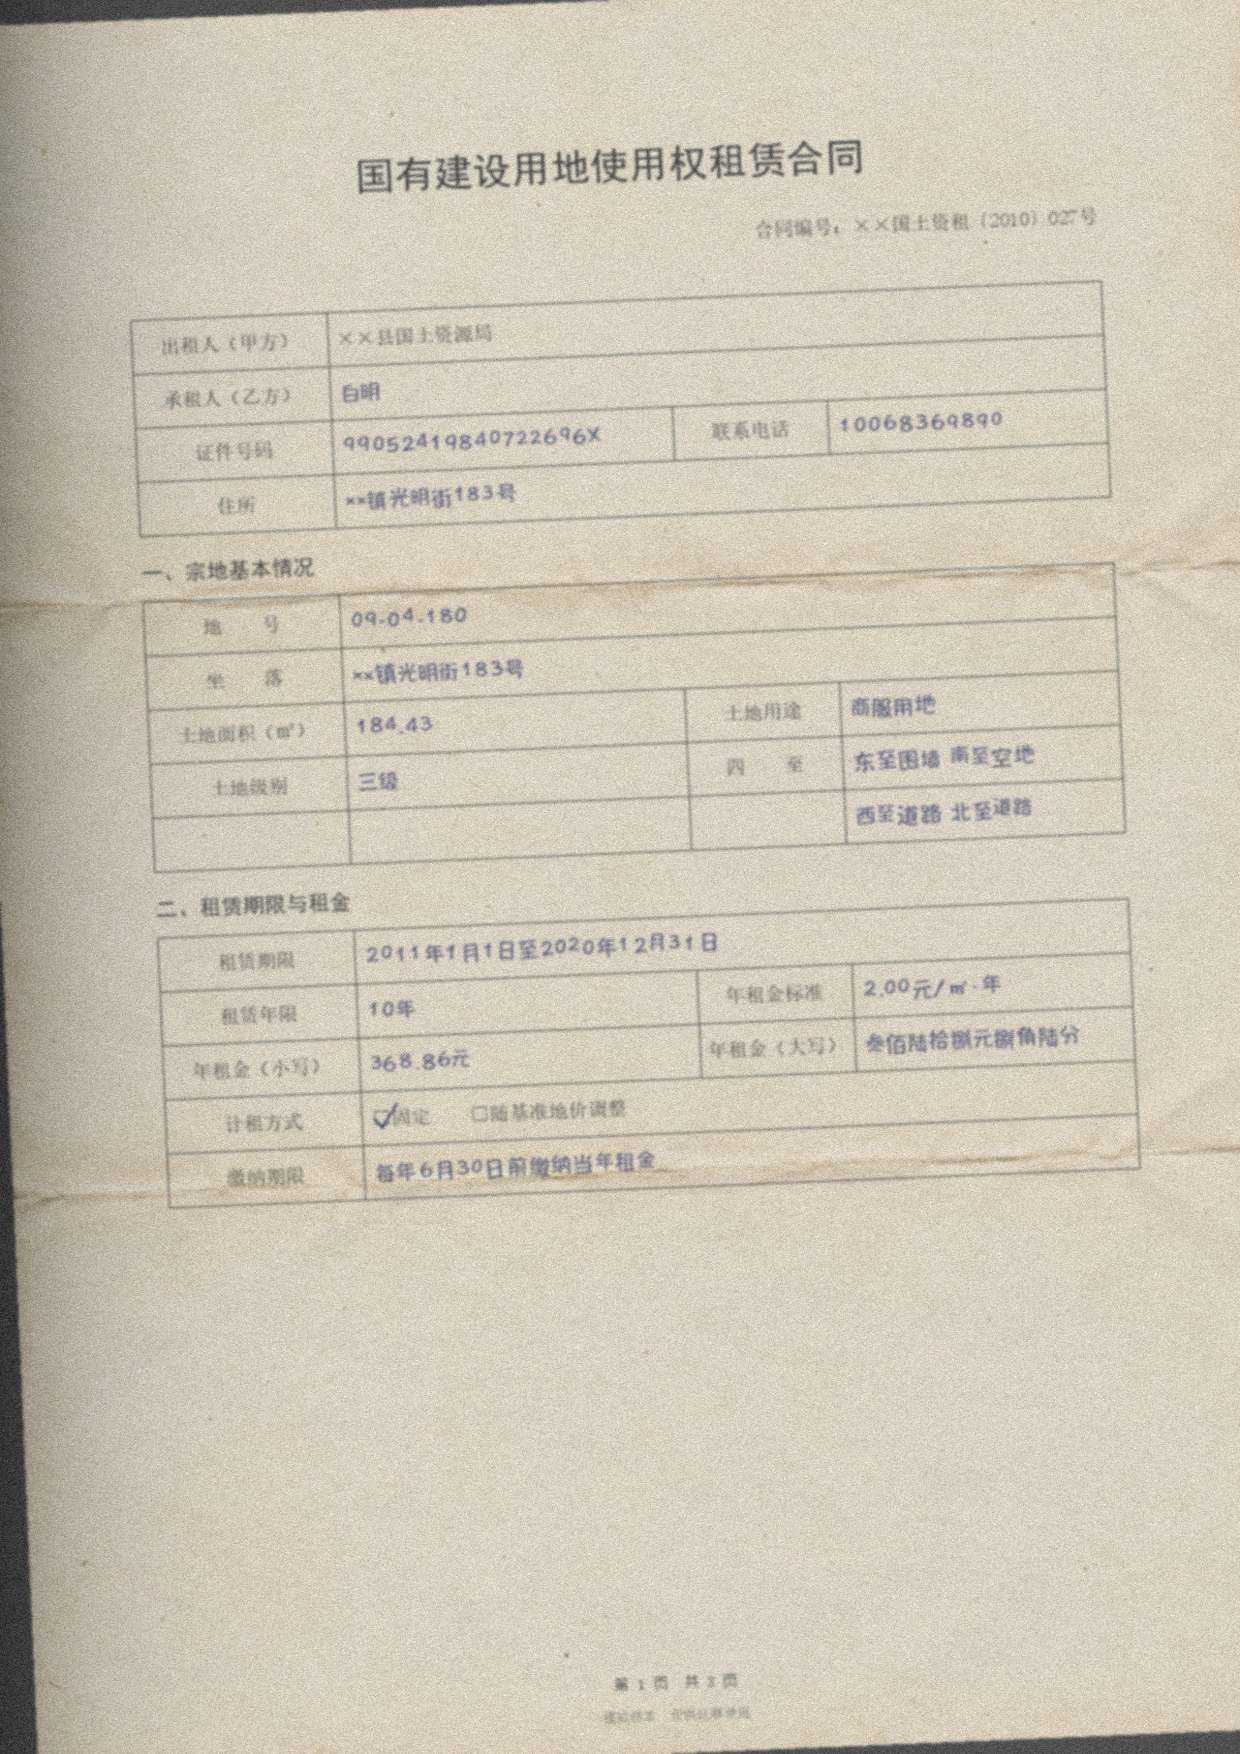 国有建设用地使用权租赁合同
合同编号：××国土资租（2010）027号
出租人（甲方） ××县国土资源局
承租人（乙方） 白明
证件号码 99052419840722696X 联系电话 10068369890
住所 ××镇光明街183号
一、宗地基本情况
地 号 09-04-180
坐 落 ××镇光明街183号
土地面积（㎡） 184.43 土地用途 商服用地
土地级别 三级 四 至 东至围墙 南至空地
西至道路 北至道路
二、租赁期限与租金
租赁期限 2011年1月1日至2020年12月31日
租赁年限 10年 年租金标准 2.00元/㎡·年
年租金（小写） 368.86元 年租金（大写） 叁佰陆拾捌元捌角陆分
计租方式 ☑固定 □随基准地价调整
缴纳期限 每年6月30日前缴纳当年租金
第 1 页 共 3 页